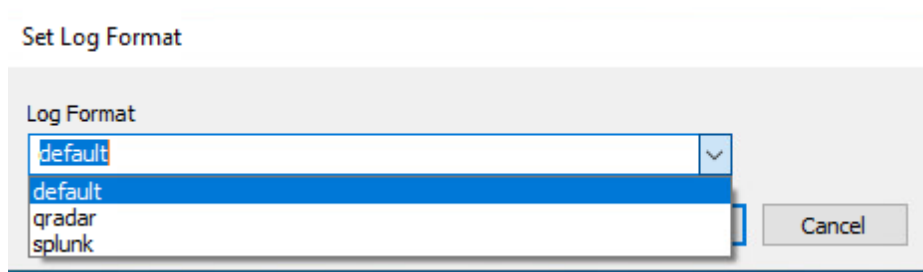 Set Log Format
Log Format
default
default
qradar
splunk
Cancel